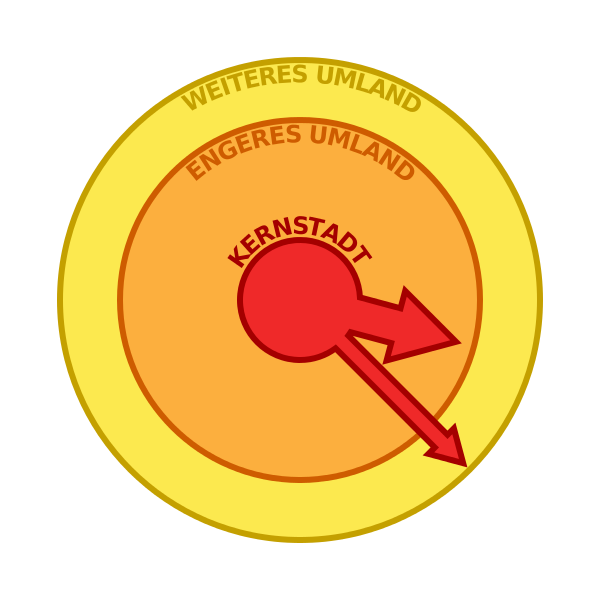 WEITERES UMLAND
ENGERES UMLAND
KERNSTADT